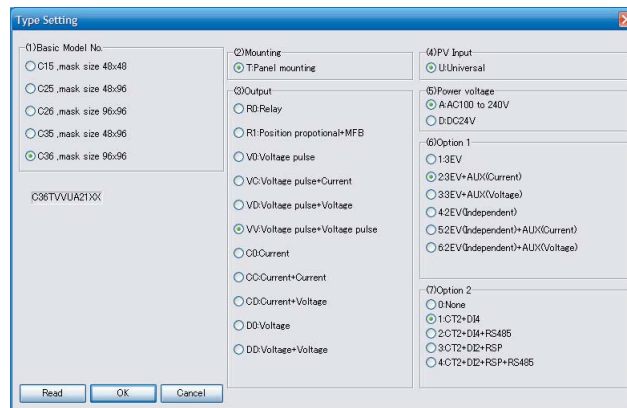 Type Setting
(1)Basic Model No.
C15 ,mask size 48x48
C25 ,mask size 48x96
C26 ,mask size 96x96
C35 ,mask size 48x96
C36 ,mask size 96x96
C36TVVUA21XX
(2)Mounting
T:Panel mounting
(3)Output
R0:Relay
R1:Position propotional+MFB
V0:Voltage pulse
VC:Voltage pulse+Current
VD:Voltage pulse+Voltage
VV:Voltage pulse+Voltage pulse
C0:Current
CC:Current+Current
CD:Current+Voltage
D0:Voltage
DD:Voltage+Voltage
(4)PV Input
U:Universal
(5)Power voltage
A:AC100 to 240V
D:DC24V
(6)Option 1
1:3EV
2:3EV+AUX(Current)
3:3EV+AUX(Voltage)
4:2EV(Independent)
5:2EV(Independent)+AUX(Current)
6:2EV(Independent)+AUX(Voltage)
(7)Option 2
0:None
1:CT2+DI4
2:CT2+DI4+RS485
3:CT2+DI2+RSP
4:CT2+DI2+RSP+RS485
Read
OK
Cancel